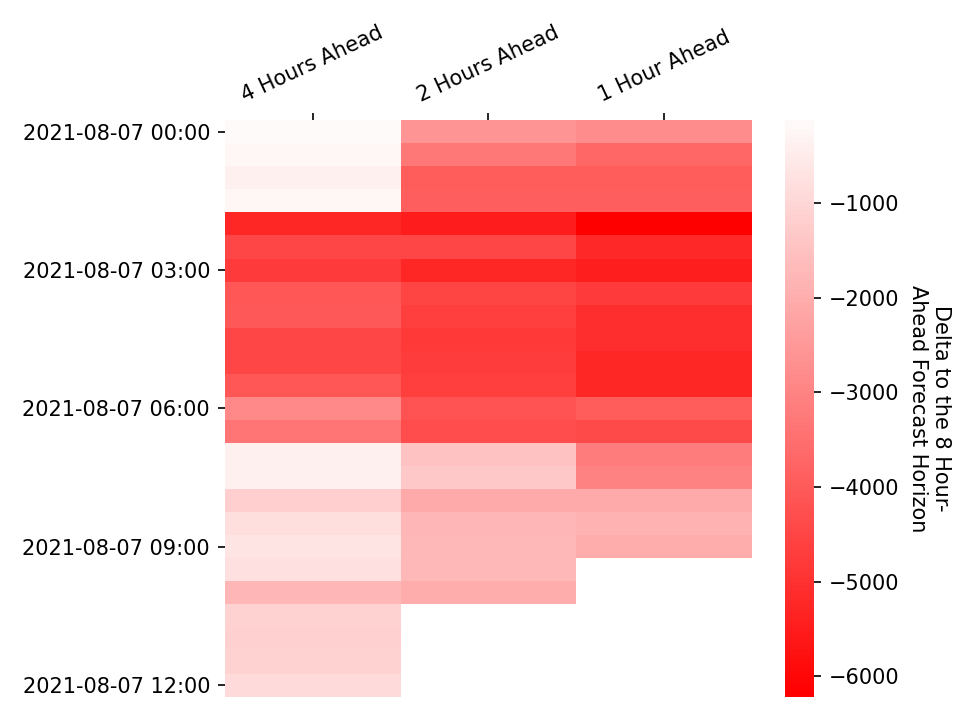 4 Hours Ahead
2 Hours Ahead
1 Hour Ahead
2021-08-07 00:00
2021-08-07 03:00
2021-08-07 06:00
2021-08-07 09:00
2021-08-07 12:00
−1000
−2000
−3000
−4000
−5000
−6000
Delta to the 8 Hour-
Ahead Forecast Horizon